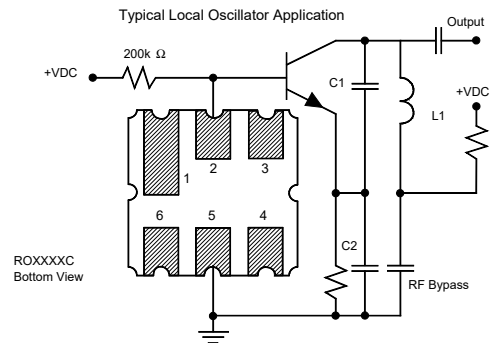 Typical Local Oscillator Application
Output
200k Ω
+VDC
C1
+VDC
L1
1
2
3
6
5
4
C2
ROXXXXC
Bottom View
RF Bypass